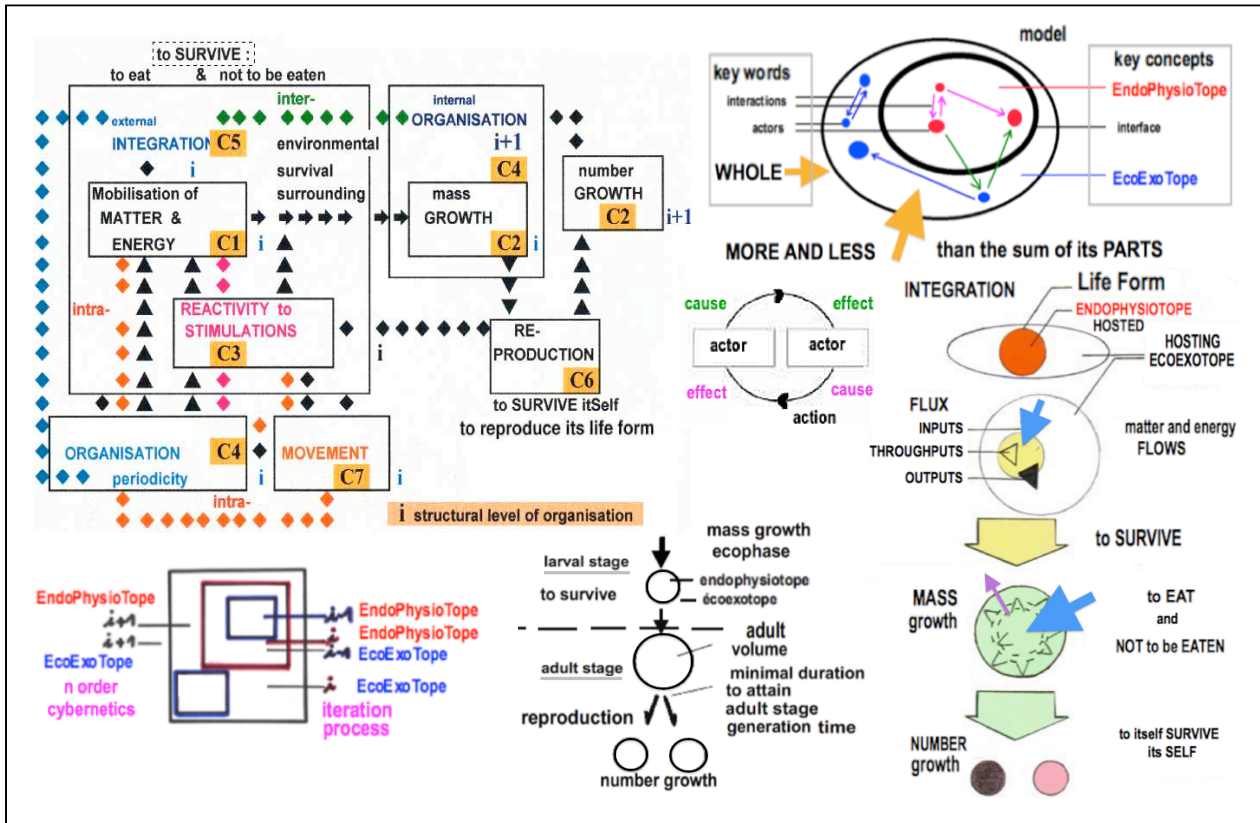 to SURVIVE :
to eat & not to be eaten
inter-
external
INTEGRATION C5
i
environmental
survival
surrounding
Mobilisation of
MATTER &
ENERGY C1 i
internal
ORGANISATION
i+1
C4
mass
GROWTH
C2 i
number
GROWTH
C2 i+1
intra-
REACTIVITY to
STIMULATIONS
C3
i
RE-
PRODUCTION
C6
to SURVIVE itSelf
to reproduce its life form
ORGANISATION C4
periodicity i
MOVEMENT
C7 i
intra-
i structural level of organisation
model
key words
interactions
actors
WHOLE
key concepts
EndoPhysioTope
interface
EcoExoTope
MORE AND LESS than the sum of its PARTS
cause effect
actor actor
effect cause
action
INTEGRATION
Life Form
ENDOPHYSIOTOPE
HOSTED
HOSTING
ECOEXOTOPE
FLUX
INPUTS
THROUGHPUTS
OUTPUTS
matter and energy
FLOWS
to SURVIVE
MASS
growth
to EAT
and
NOT to be EATEN
NUMBER
growth
to itself SURVIVE
its SELF
EndoPhysioTope
i+1
i+1
EcoExoTope
n order
cybernetics
i-1 EndoPhysioTope
i EndoPhysioTope
i-1 EcoExoTope
i EcoExoTope
iteration
process
mass growth
ecophase
larval stage
to survive
endophysiotope
écoexotope
adult
volume
adult stage
minimal duration
to attain
adult stage
generation time
reproduction
number growth